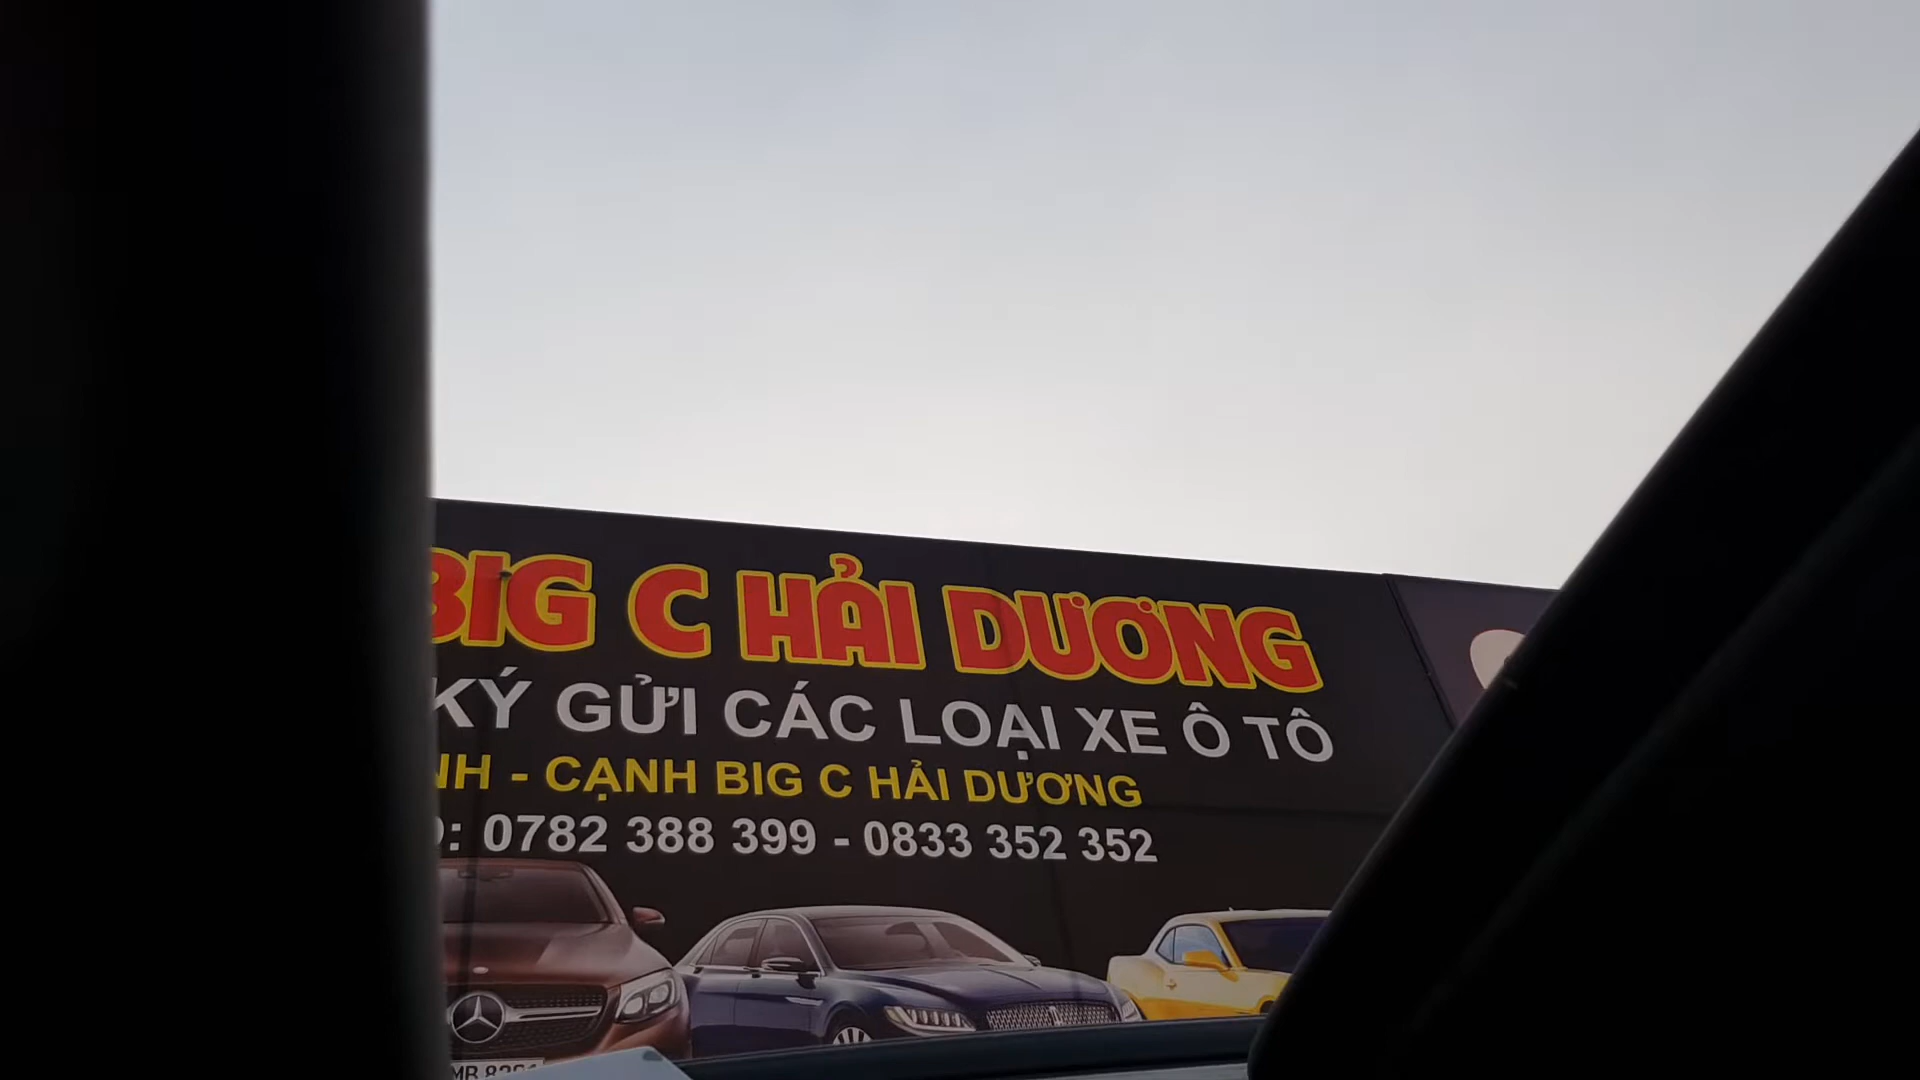 BIG C HẢI DƯƠNG
KÝ GỬI CÁC LOẠI XE Ô TÔ
NH - CẠNH BIG C HẢI DƯƠNG
: 0782 388 399 - 0833 352 352